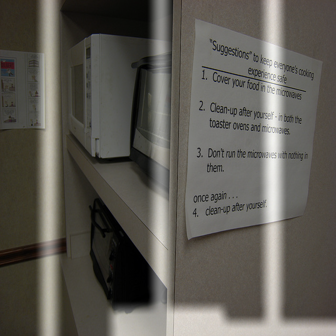 "Suggestions" to keep everyone's cooking
experience safe.
1. Cover your food in the microwaves
2. Clean-up after yourself - in both the
toaster ovens and microwaves.
3. Don't run the microwaves with nothing in
them.
once again . . .
4. clean-up after yourself.